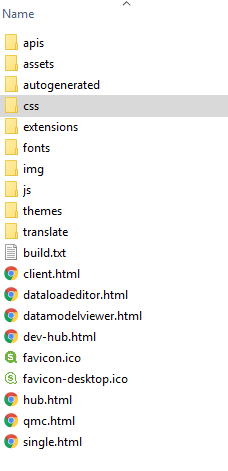 Name
apis
assets
autogenerated
css
extensions
fonts
img
js
themes
translate
build.txt
client.html
dataloadeditor.html
datamodelviewer.html
dev-hub.html
favicon.ico
favicon-desktop.ico
hub.html
qmc.html
single.html